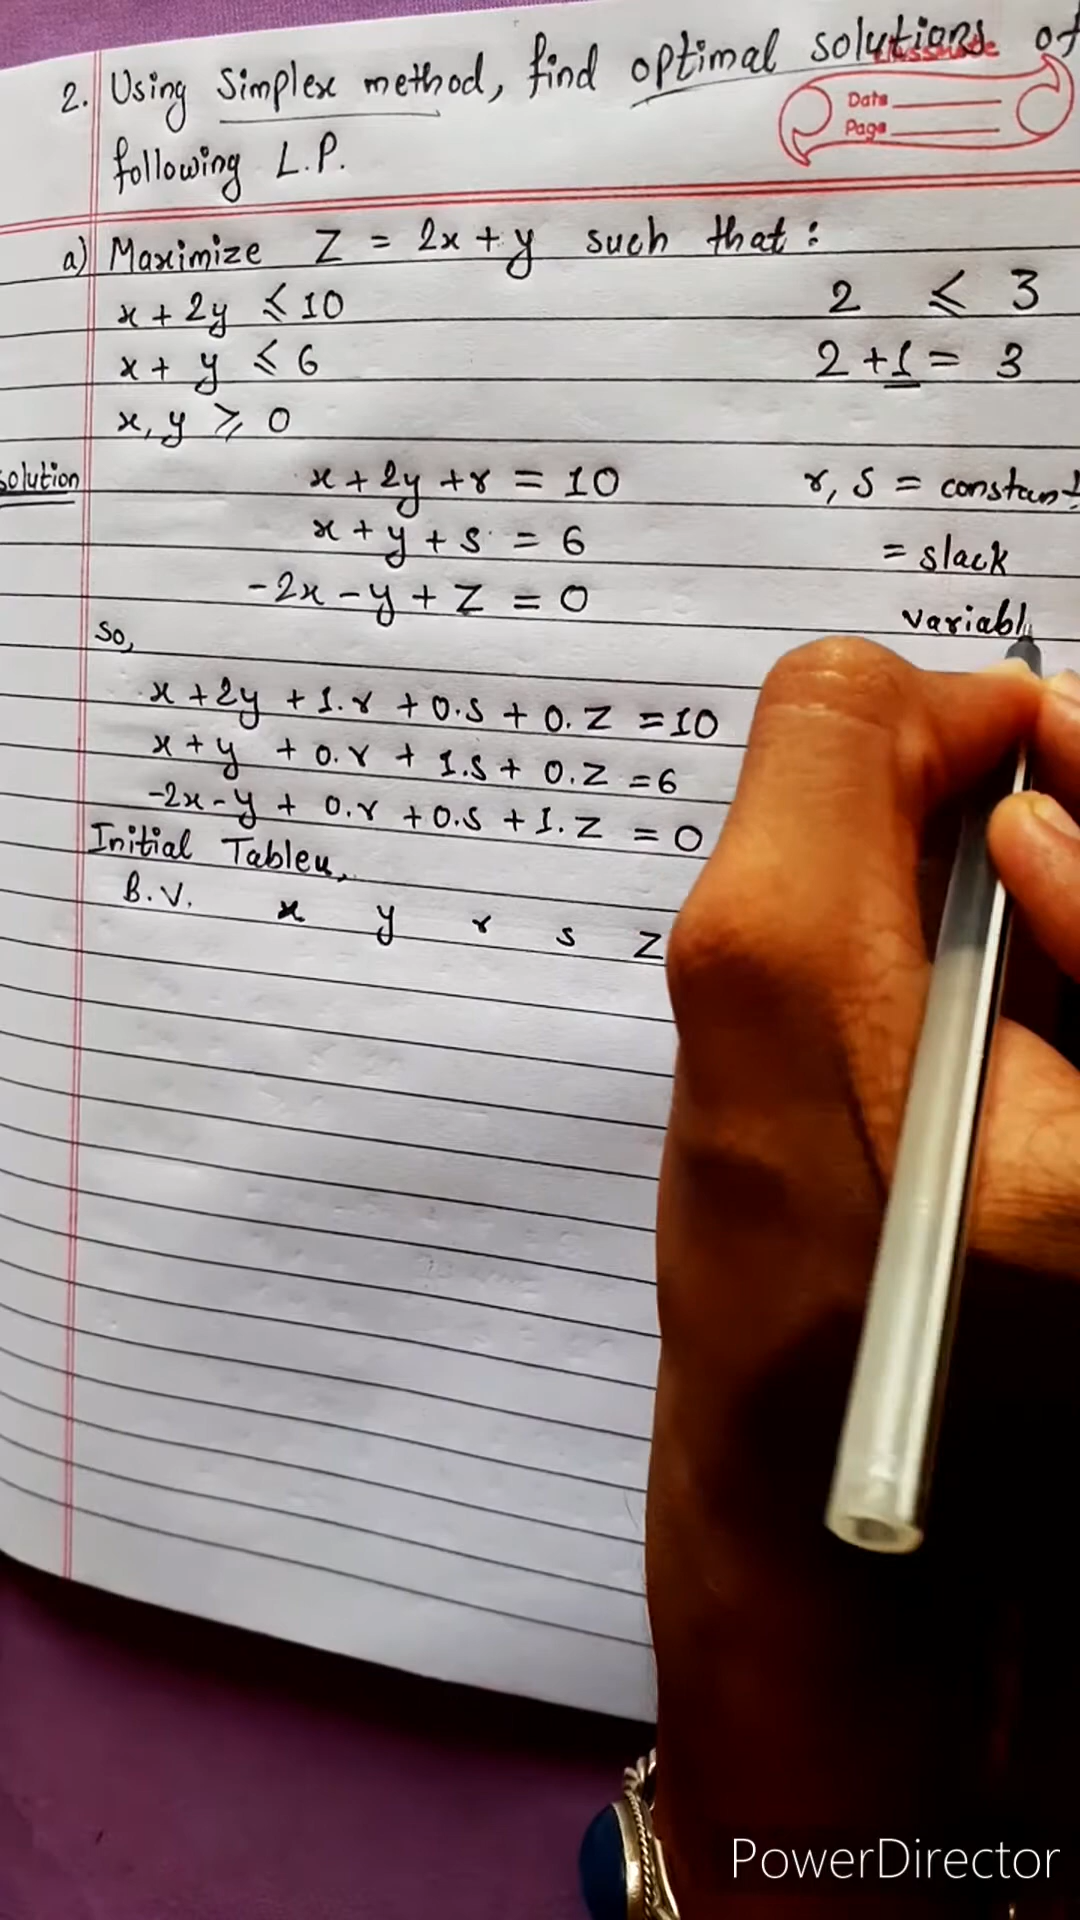 2. Using Simplex method, find optimal solutions of
classmate
Date
Page
following L.P.
a) Maximize Z = 2x + y such that :
x + 2y ≤ 10
2 ≤ 3
x + y ≤ 6
2 + 1 = 3
x, y ≥ 0
solution
x + 2y + r = 10
r, s = constant
x + y + s = 6
= slack
-2x - y + Z = 0
variabl
So,
x + 2y + 1.r + 0.s + 0.Z = 10
x + y + 0.r + 1.s + 0.Z = 6
-2x - y + 0.r + 0.s + 1.Z = 0
Initial Tableu,
B.V. x y r s Z
PowerDirector